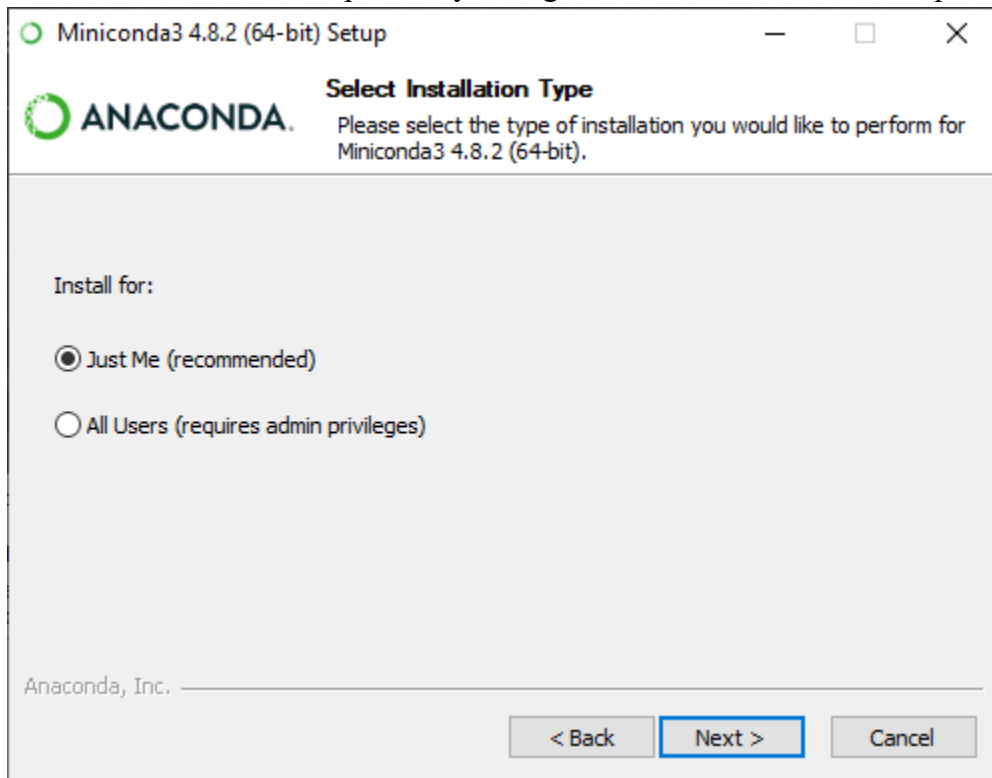 Miniconda3 4.8.2 (64-bit) Setup
ANACONDA.
Select Installation Type
Please select the type of installation you would like to perform for
Miniconda3 4.8.2 (64-bit).
Install for:
Just Me (recommended)
All Users (requires admin privileges)
Anaconda, Inc.
< Back
Next >
Cancel